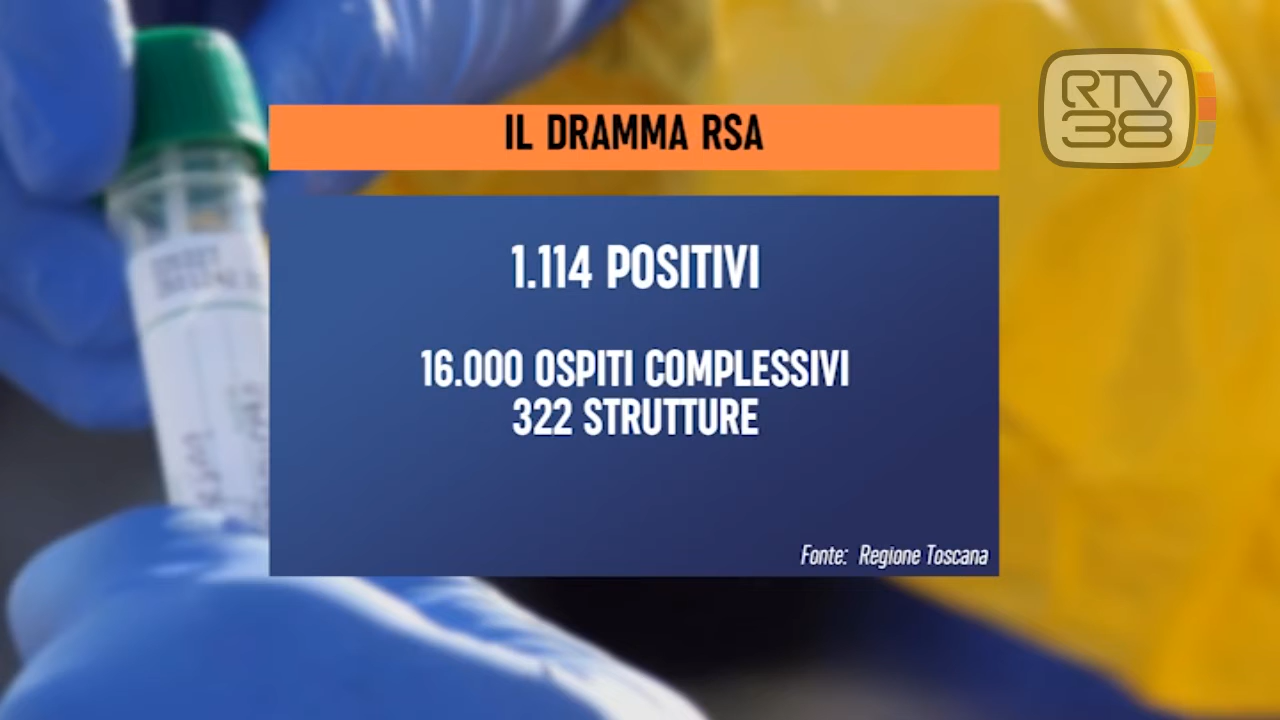 IL DRAMMA RSA
RTV
38
1.114 POSITIVI
16.000 OSPITI COMPLESSIVI
322 STRUTTURE
Fonte: Regione Toscana